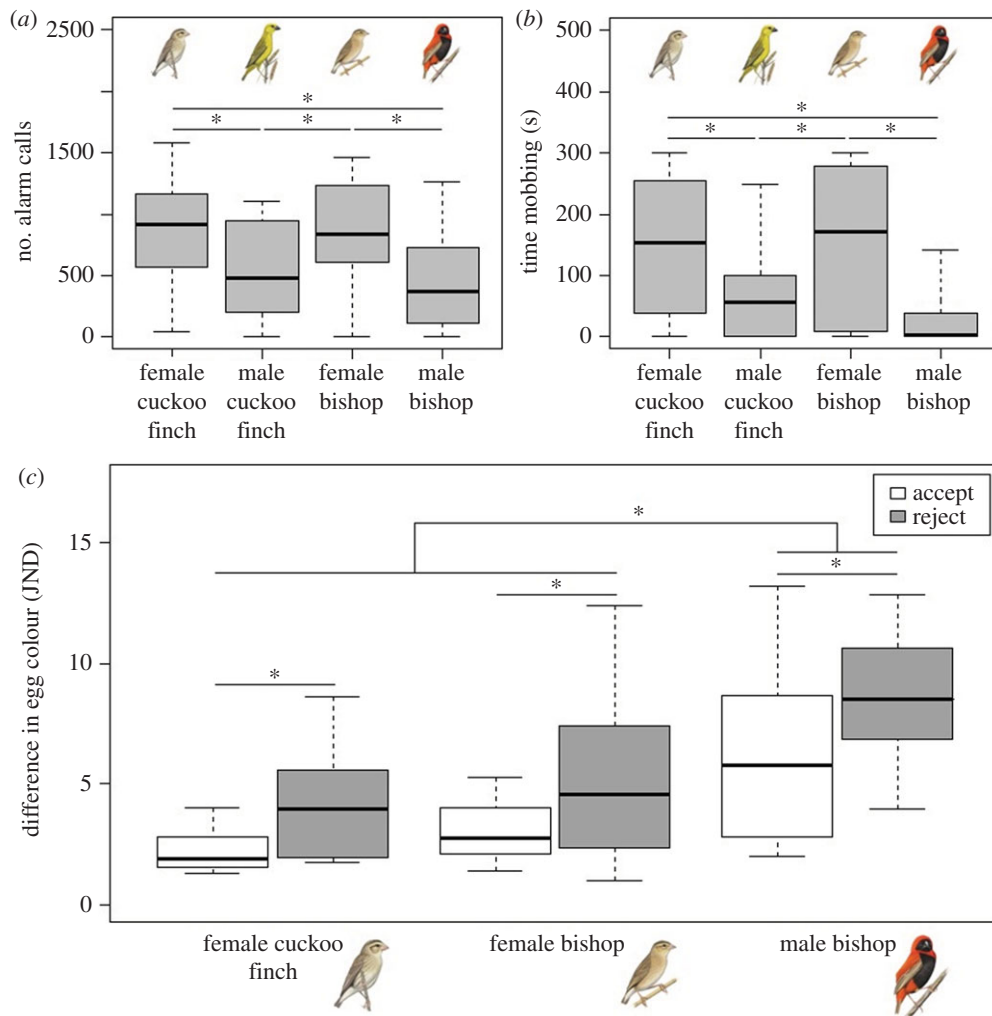 (a)
2500
1500
500
0
no. alarm calls
*
* * *
female
cuckoo
finch
male
cuckoo
finch
female
bishop
male
bishop
(b)
500
400
300
200
100
0
time mobbing (s)
*
* * *
female
cuckoo
finch
male
cuckoo
finch
female
bishop
male
bishop
(c)
15
10
5
0
difference in egg colour (JND)
accept
reject
*
*
*
*
female cuckoo
finch
female bishop
male bishop